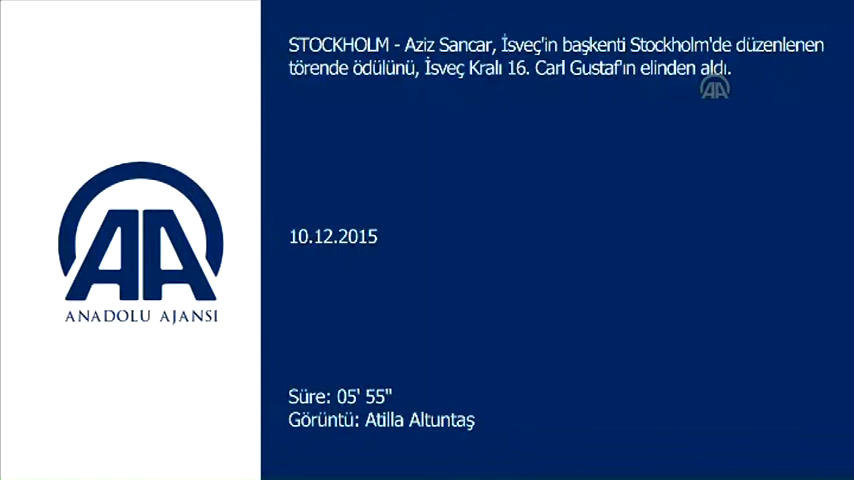 STOCKHOLM - Aziz Sancar, İsveç'in başkenti Stockholm'de düzenlenen
törende ödülünü, İsveç Kralı 16. Carl Gustaf'ın elinden aldı.
AA
10.12.2015
AA
ANADOLU AJANSI
Süre: 05' 55"
Görüntü: Atilla Altuntaş